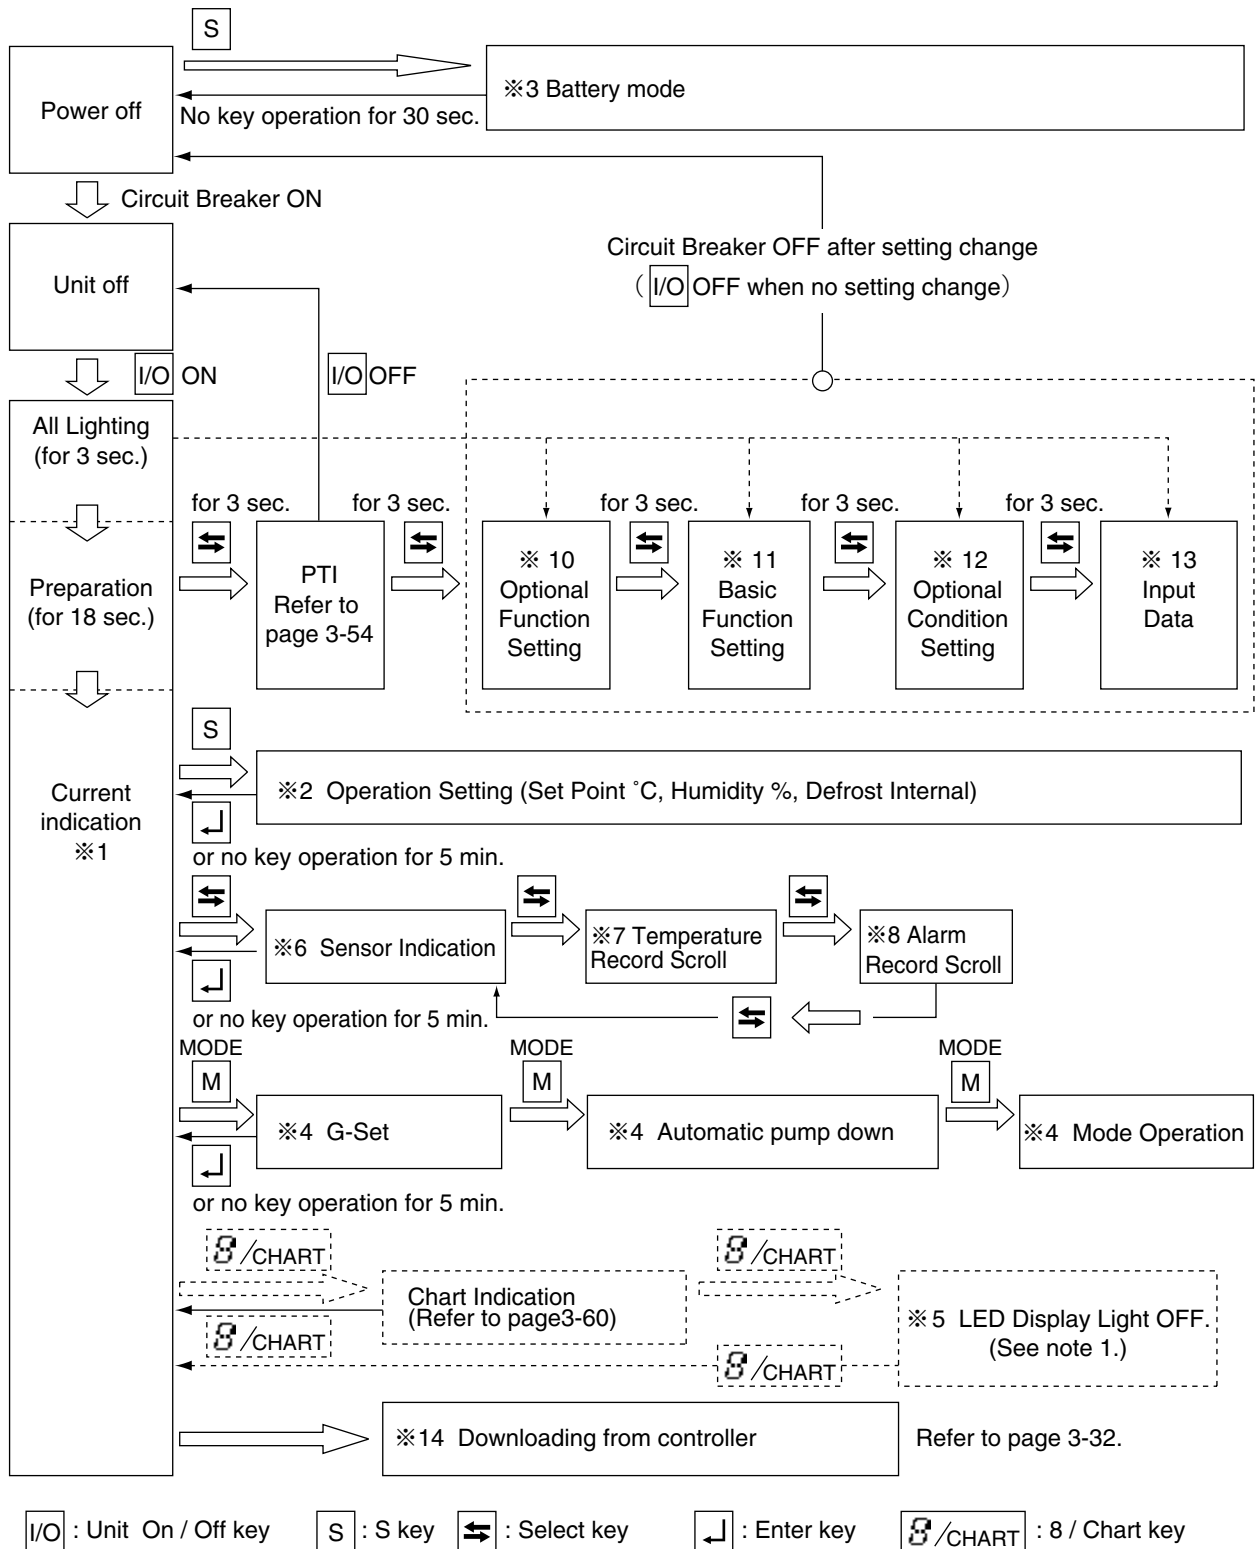 S
Power off
※3 Battery mode
No key operation for 30 sec.
Circuit Breaker ON
Unit off
Circuit Breaker OFF after setting change
( I/O OFF when no setting change)
I/O ON
I/O OFF
All Lighting
(for 3 sec.)
for 3 sec.
for 3 sec.
for 3 sec.
for 3 sec.
for 3 sec.
Preparation
(for 18 sec.)
PTI
Refer to
page 3-54
※ 10
Optional
Function
Setting
※ 11
Basic
Function
Setting
※ 12
Optional
Condition
Setting
※ 13
Input
Data
S
Current
indication
※1
※2 Operation Setting (Set Point ˚C, Humidity %, Defrost Internal)
or no key operation for 5 min.
※6 Sensor Indication
※7 Temperature
Record Scroll
※8 Alarm
Record Scroll
or no key operation for 5 min.
MODE
M
MODE
M
MODE
M
※4 G-Set
※4 Automatic pump down
※4 Mode Operation
or no key operation for 5 min.
8/CHART
8/CHART
Chart Indication
(Refer to page3-60)
※5 LED Display Light OFF.
(See note 1.)
8/CHART
8/CHART
※14 Downloading from controller
Refer to page 3-32.
I/O : Unit On / Off key
S : S key
: Select key
: Enter key
8/CHART : 8 / Chart key